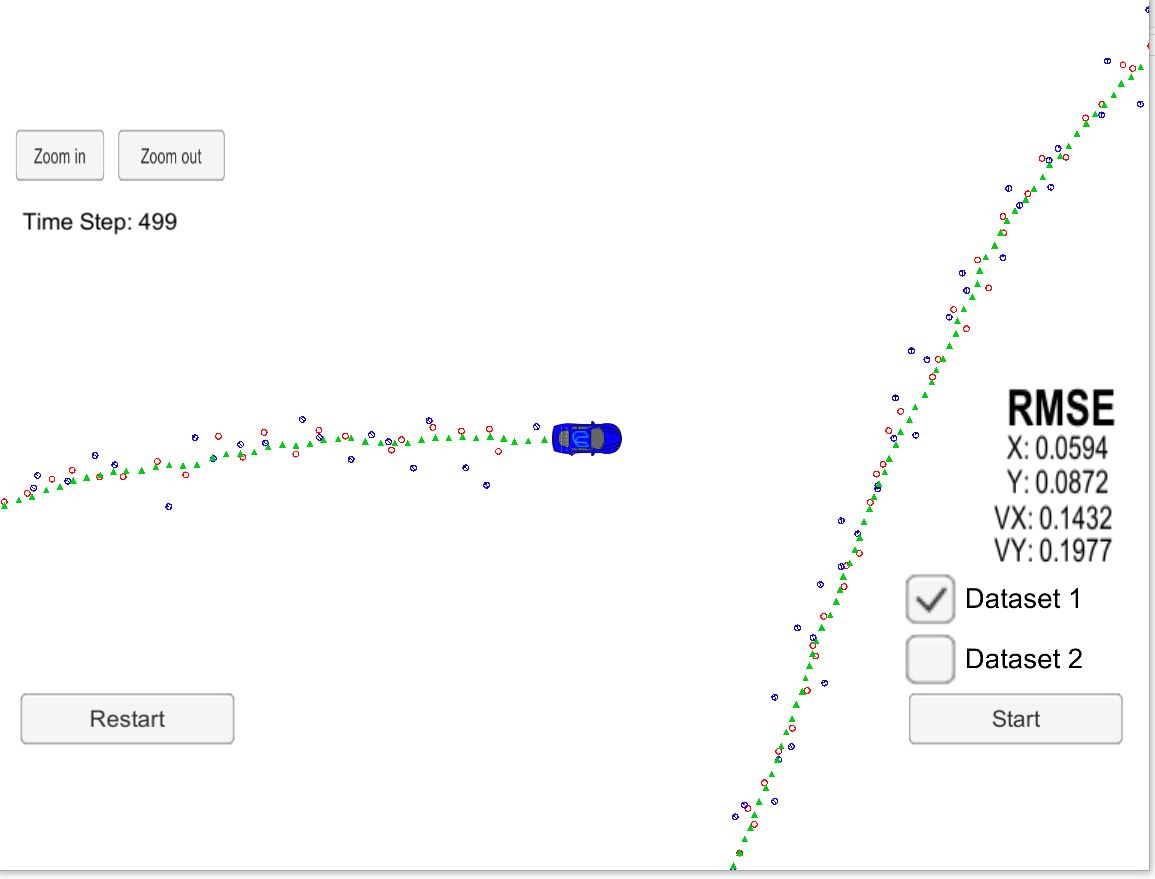 Zoom in
Zoom out
Time Step: 499
RMSE
X: 0.0594
Y: 0.0872
VX: 0.1432
VY: 0.1977
Dataset 1
Dataset 2
Restart
Start